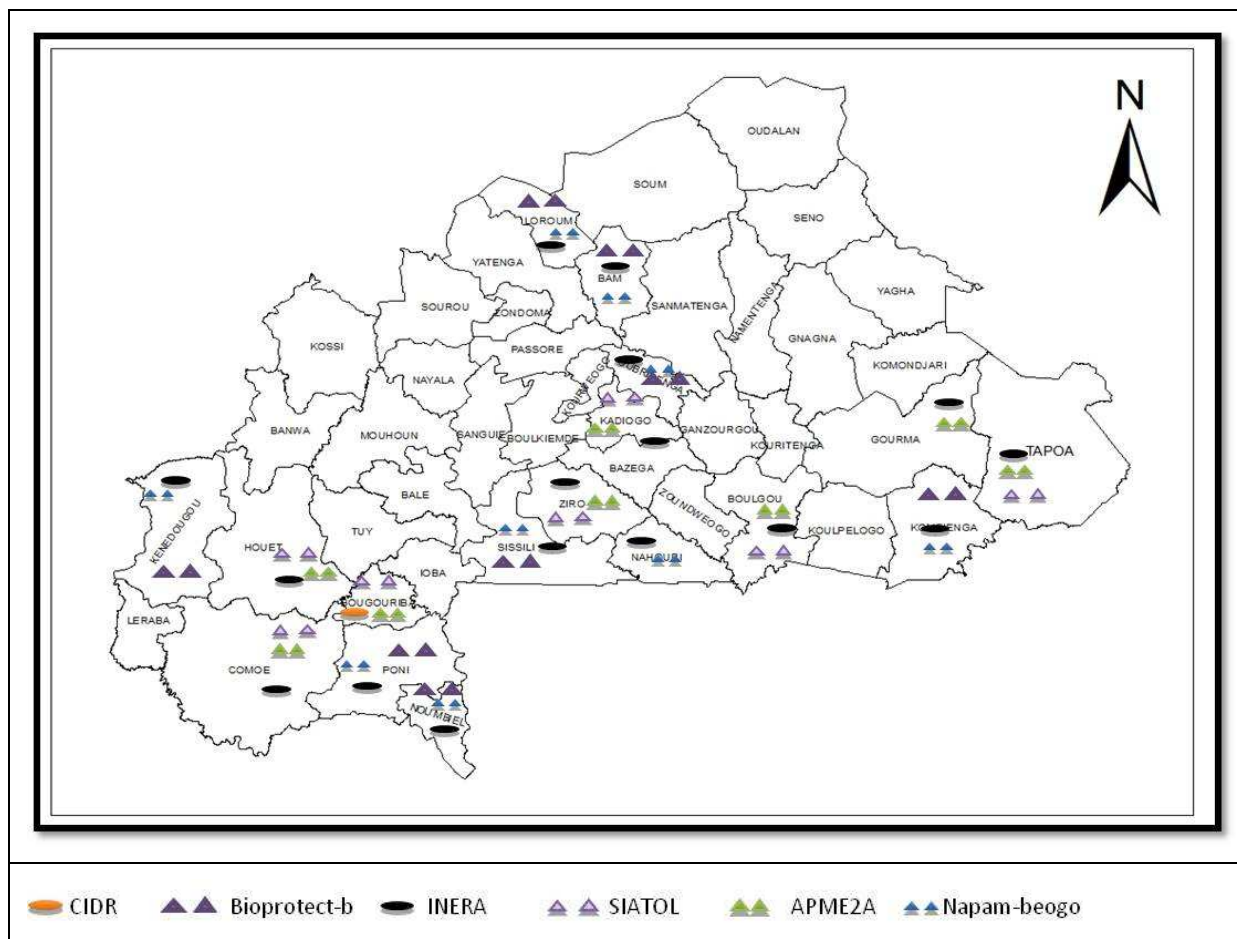 N
OUDALAN
SOUM
SENO
LOROUM
YATENGA
BAM
YAGHA
SANMATENGA
NAMENTENGA
SOUROU
ZONDOMA
GNAGNA
KOSSI
PASSORE
KOMONDJARI
NAYALA
KADIOGO
BANWA
MOUHOUN
SANGUIE
BOULKIEMDE
GANZOURGOU
KOURITENGA
GOURMA
TAPOA
BAZEGA
BALE
ZIRO
ZOUNDWEOGO
BOULGOU
KOULPELOGO
KENEDOUGOU
HOUET
TUY
SISSILI
IOBA
BOUGOURIBA
LERABA
COMOE
PONI
NOUMBIEL
CIDR Bioprotect-b INERA SIATOL APME2A Napam-beogo